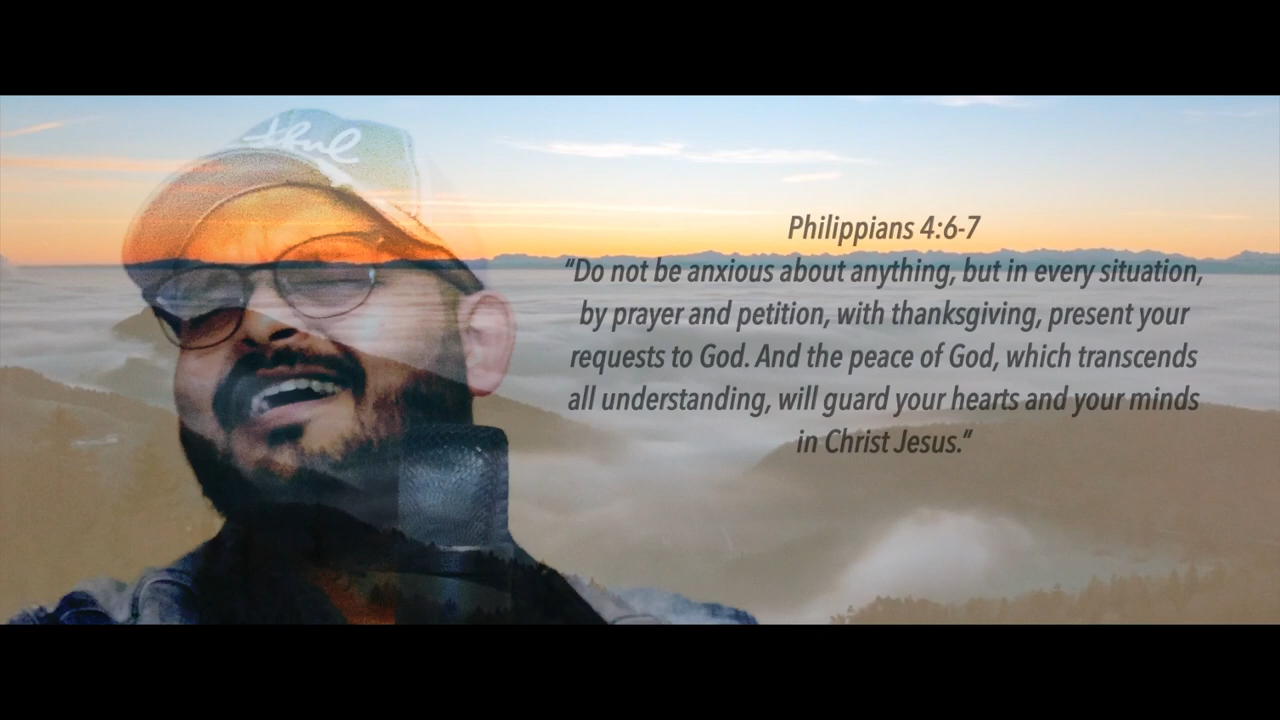 thful
Philippians 4:6-7
“Do not be anxious about anything, but in every situation,
by prayer and petition, with thanksgiving, present your
requests to God. And the peace of God, which transcends
all understanding, will guard your hearts and your minds
in Christ Jesus.”